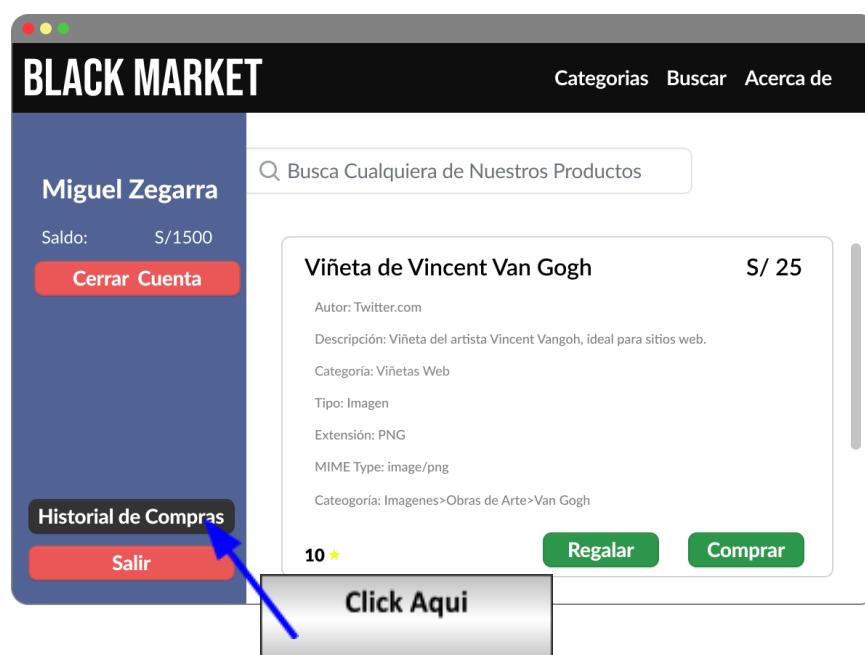 BLACK MARKET
Categorias Buscar Acerca de
Miguel Zegarra
Saldo: S/1500
Cerrar Cuenta
Historial de Compras
Salir
Busca Cualquiera de Nuestros Productos
Viñeta de Vincent Van Gogh S/ 25
Autor: Twitter.com
Descripción: Viñeta del artista Vincent Vangoh, ideal para sitios web.
Categoría: Viñetas Web
Tipo: Imagen
Extensión: PNG
MIME Type: image/png
Cateogoría: Imagenes>Obras de Arte>Van Gogh
10 Regalar Comprar
Click Aqui